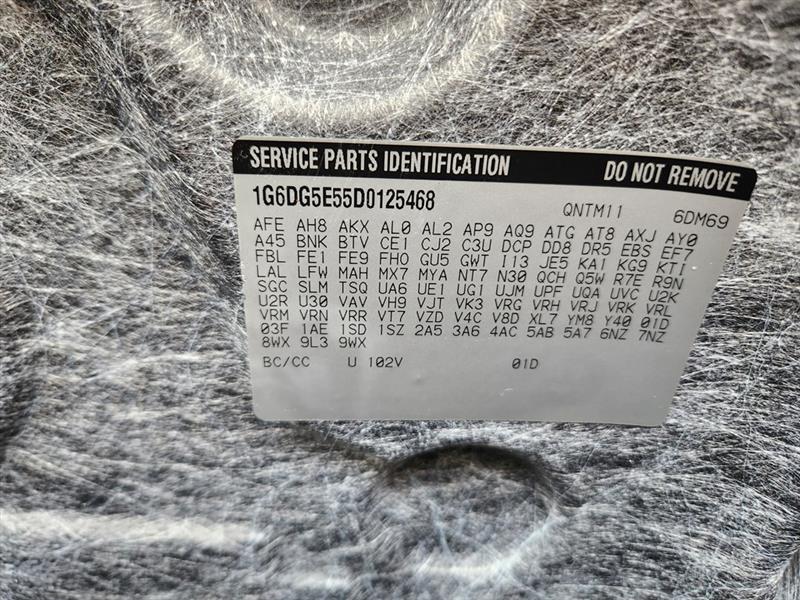 SERVICE PARTS IDENTIFICATION DO NOT REMOVE
1G6DG5E55D0125468 QNTM11 6DM69
AFE AH8 AKX AL0 AL2 AP9 AQ9 ATG AT8 AXJ AY0
A45 BNK BTV CE1 CJ2 C3U DCP DD8 DR5 EBS EF7
FBL FE1 FE9 FHO GU5 GWT I13 JE5 KA1 KG9 KTI
LAL LFW MAH MX7 MYA NT7 N30 QCH Q5W R7E R9N
SGC SLM TSQ UA6 UE1 UG1 UJM UPF UQA UVC U2K
U2R U30 VAV VH9 VJT VK3 VRG VRH VRJ VRK VRL
VRM VRN VRR VT7 VZD V4C V8D XL7 YM8 Y40 01D
03F 1AE 1SD 1SZ 2A5 3A6 4AC 5AB 5A7 6NZ 7NZ
8WX 9L3 9WX
BC/CC U 102V 01D